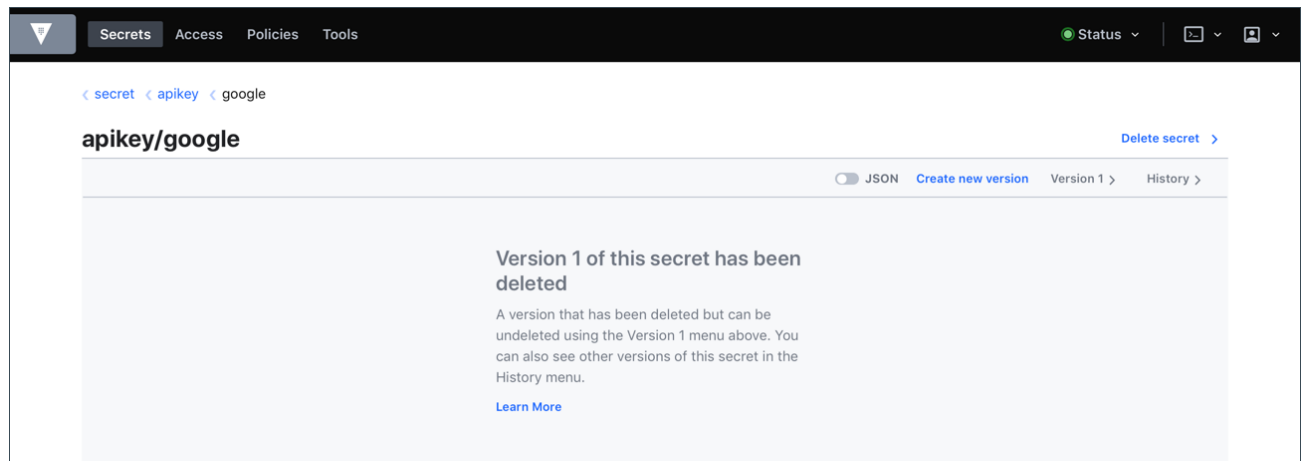 Secrets Access Policies Tools Status
secret apikey google
apikey/google
Delete secret
JSON Create new version Version 1 History
Version 1 of this secret has been
deleted
A version that has been deleted but can be
undeleted using the Version 1 menu above. You
can also see other versions of this secret in the
History menu.
Learn More